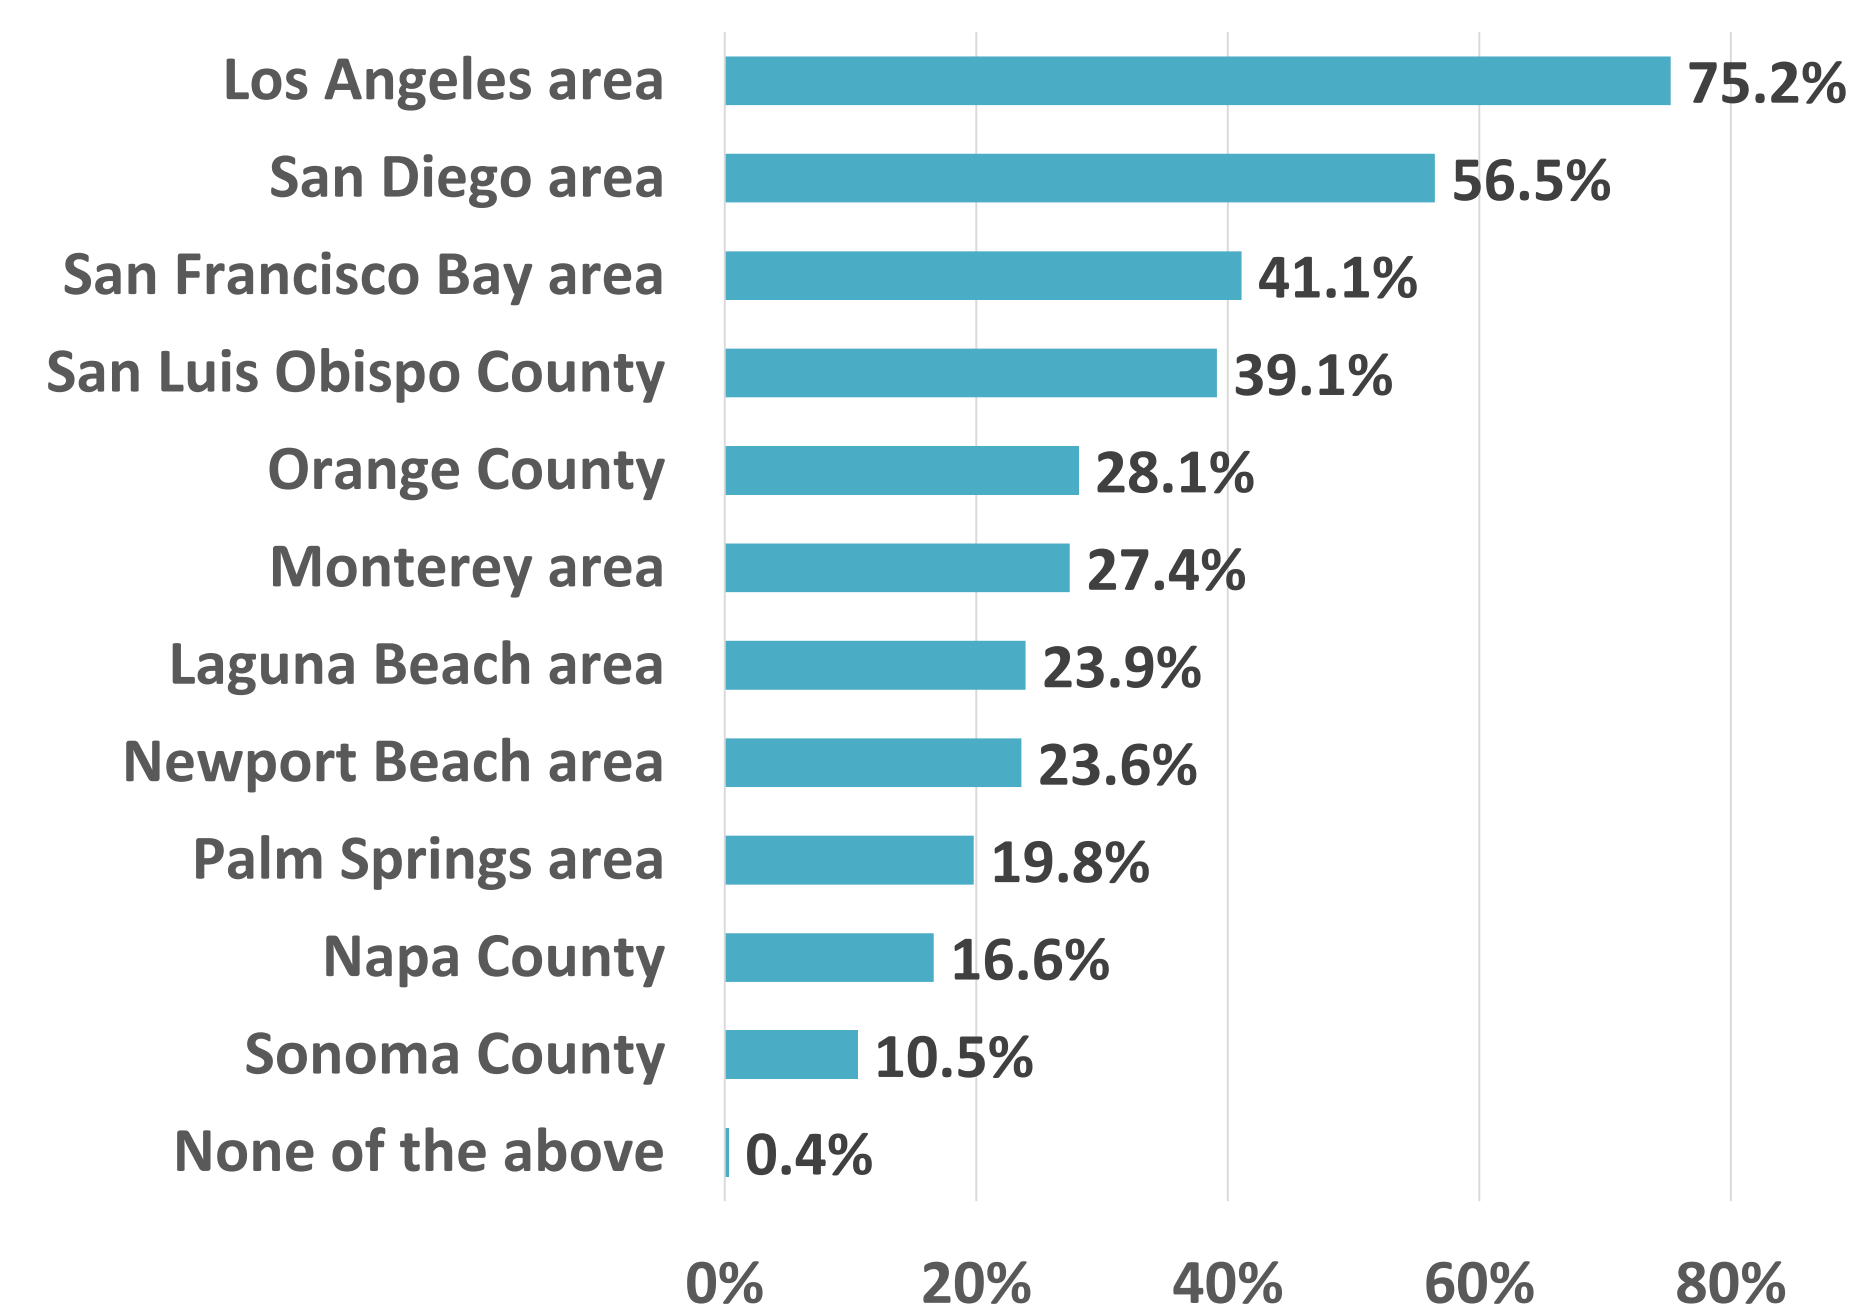 Los Angeles area 75.2%
San Diego area 56.5%
San Francisco Bay area 41.1%
San Luis Obispo County 39.1%
Orange County 28.1%
Monterey area 27.4%
Laguna Beach area 23.9%
Newport Beach area 23.6%
Palm Springs area 19.8%
Napa County 16.6%
Sonoma County 10.5%
None of the above 0.4%
0% 20% 40% 60% 80%